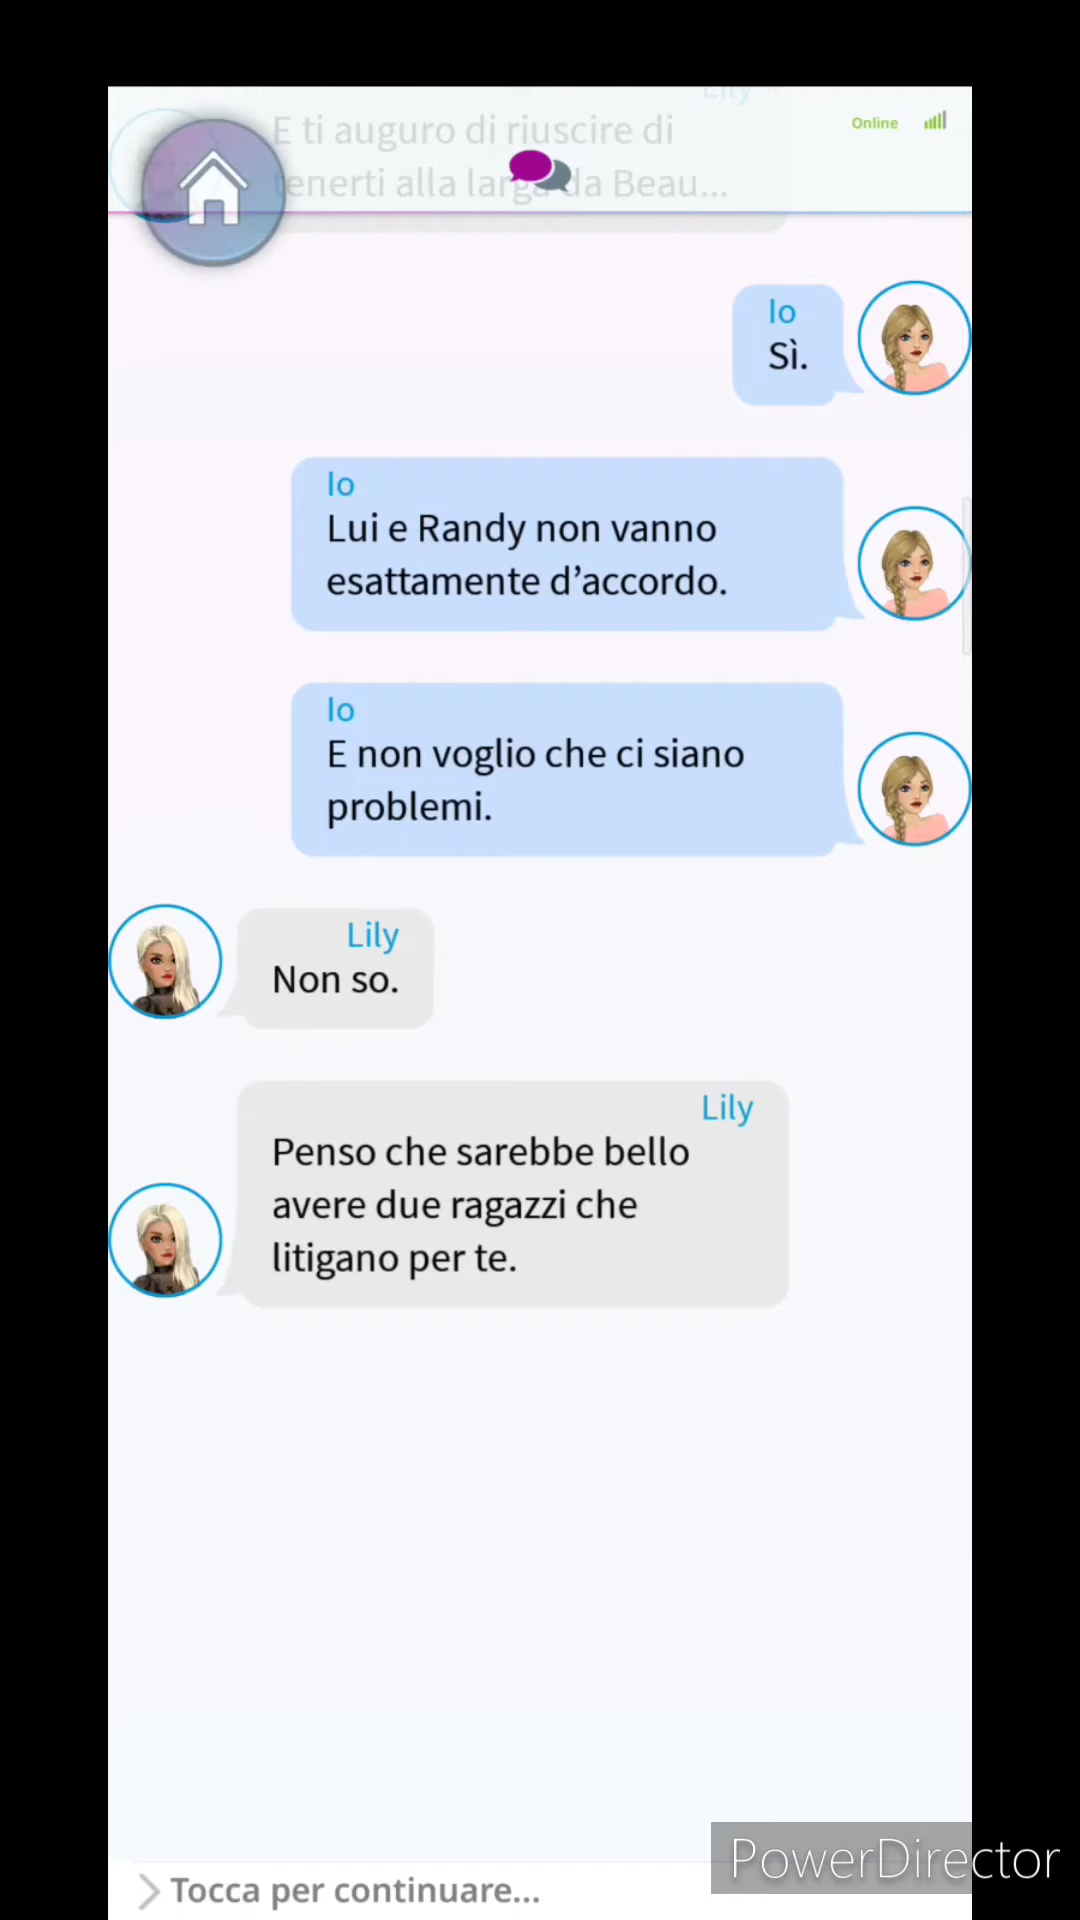 Lily
E ti auguro di riuscire di
tenerti alla larga da Beau...
Online
Io
Sì.
Io
Lui e Randy non vanno
esattamente d’accordo.
Io
E non voglio che ci siano
problemi.
Lily
Non so.
Lily
Penso che sarebbe bello
avere due ragazzi che
litigano per te.
PowerDirector
Tocca per continuare...